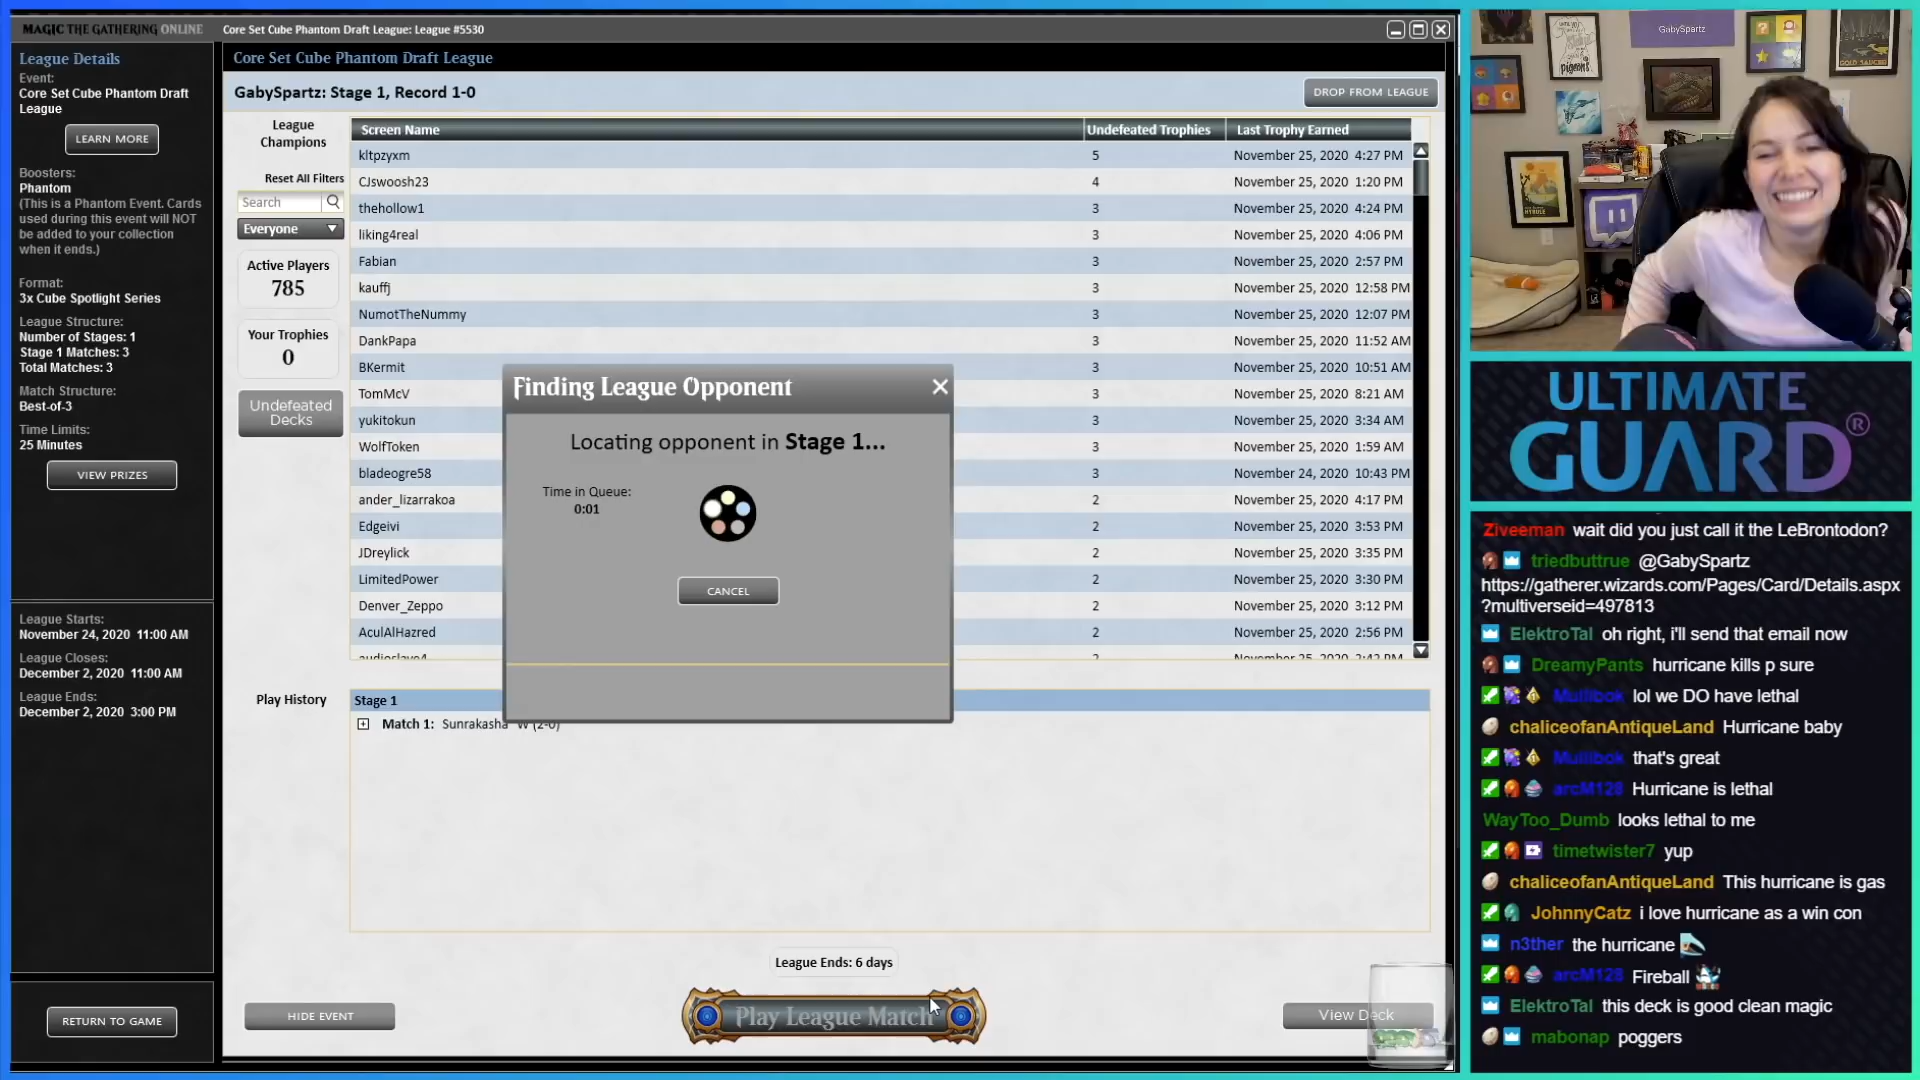 MAGIC THE GATHERING ONLINE
Core Set Cube Phantom Draft League: League #5530
League Details
Event:
Core Set Cube Phantom Draft
League
LEARN MORE
Boosters:
Phantom
(This is a Phantom Event. Cards
used during this event will NOT
be added to your collection
when it ends.)
Format:
3x Cube Spotlight Series
League Structure:
Number of Stages: 1
Stage 1 Matches: 3
Total Matches: 3
Match Structure:
Best-of-3
Time Limits:
25 Minutes
VIEW PRIZES
League Starts:
November 24, 2020 11:00 AM
League Closes:
December 2, 2020 11:00 AM
League Ends:
December 2, 2020 3:00 PM
RETURN TO GAME
Core Set Cube Phantom Draft League
GabySpartz: Stage 1, Record 1-0
DROP FROM LEAGUE
League
Champions
Reset All Filters
Search
Everyone
Active Players
785
Your Trophies
0
Undefeated
Decks
Screen Name Undefeated Trophies Last Trophy Earned
kltpzyxm 5 November 25, 2020 4:27 PM
CJswoosh23 4 November 25, 2020 1:20 PM
thehollow1 3 November 25, 2020 4:24 PM
liking4real 3 November 25, 2020 4:06 PM
Fabian 3 November 25, 2020 2:57 PM
kauffj 3 November 25, 2020 12:58 PM
NumotTheNummy 3 November 25, 2020 12:07 PM
DankPapa 3 November 25, 2020 11:52 AM
BKermit 3 November 25, 2020 10:51 AM
TomMcV 3 November 25, 2020 8:21 AM
yukitokun 3 November 25, 2020 3:34 AM
WolfToken 3 November 25, 2020 1:59 AM
bladeogre58 3 November 24, 2020 10:43 PM
ander_lizarrakoa 2 November 25, 2020 4:17 PM
Edgeivi 2 November 25, 2020 3:53 PM
JDreylick 2 November 25, 2020 3:35 PM
LimitedPower 2 November 25, 2020 3:30 PM
Denver_Zeppo 2 November 25, 2020 3:12 PM
AculAlHazred 2 November 25, 2020 2:56 PM
audioslave4 2 November 25, 2020 2:42 PM
Finding League Opponent
Locating opponent in Stage 1...
Time in Queue:
0:01
CANCEL
Play History
Stage 1
Match 1: Sunrakasha W (2-0)
League Ends: 6 days
HIDE EVENT
Play League Match
View Deck
GabySpartz
pigeons
GOLD SAUCER
HYRULE
ULTIMATE
GUARD®
Ziveeman wait did you just call it the LeBrontodon?
triedbuttrue @GabySpartz
https://gatherer.wizards.com/Pages/Card/Details.aspx
?multiverseid=497813
ElektroTal oh right, i'll send that email now
DreamyPants hurricane kills p sure
Mutlibok lol we DO have lethal
chaliceofanAntiqueLand Hurricane baby
Mutlibok that's great
arcM128 Hurricane is lethal
WayToo_Dumb looks lethal to me
timetwister7 yup
chaliceofanAntiqueLand This hurricane is gas
JohnnyCatz i love hurricane as a win con
n3ther the hurricane
arcM128 Fireball
ElektroTal this deck is good clean magic
mabonap poggers